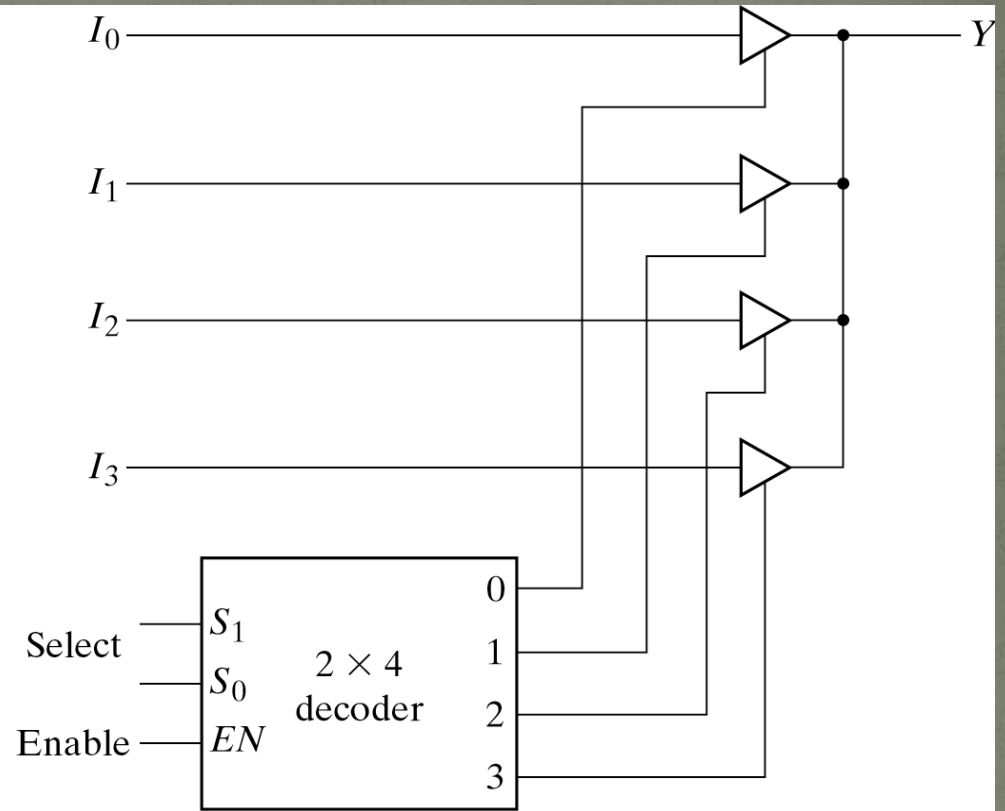 I0 Y
I1
I2
I3
0
S1
Select
1
2 × 4
S0
decoder
2
Enable EN
3